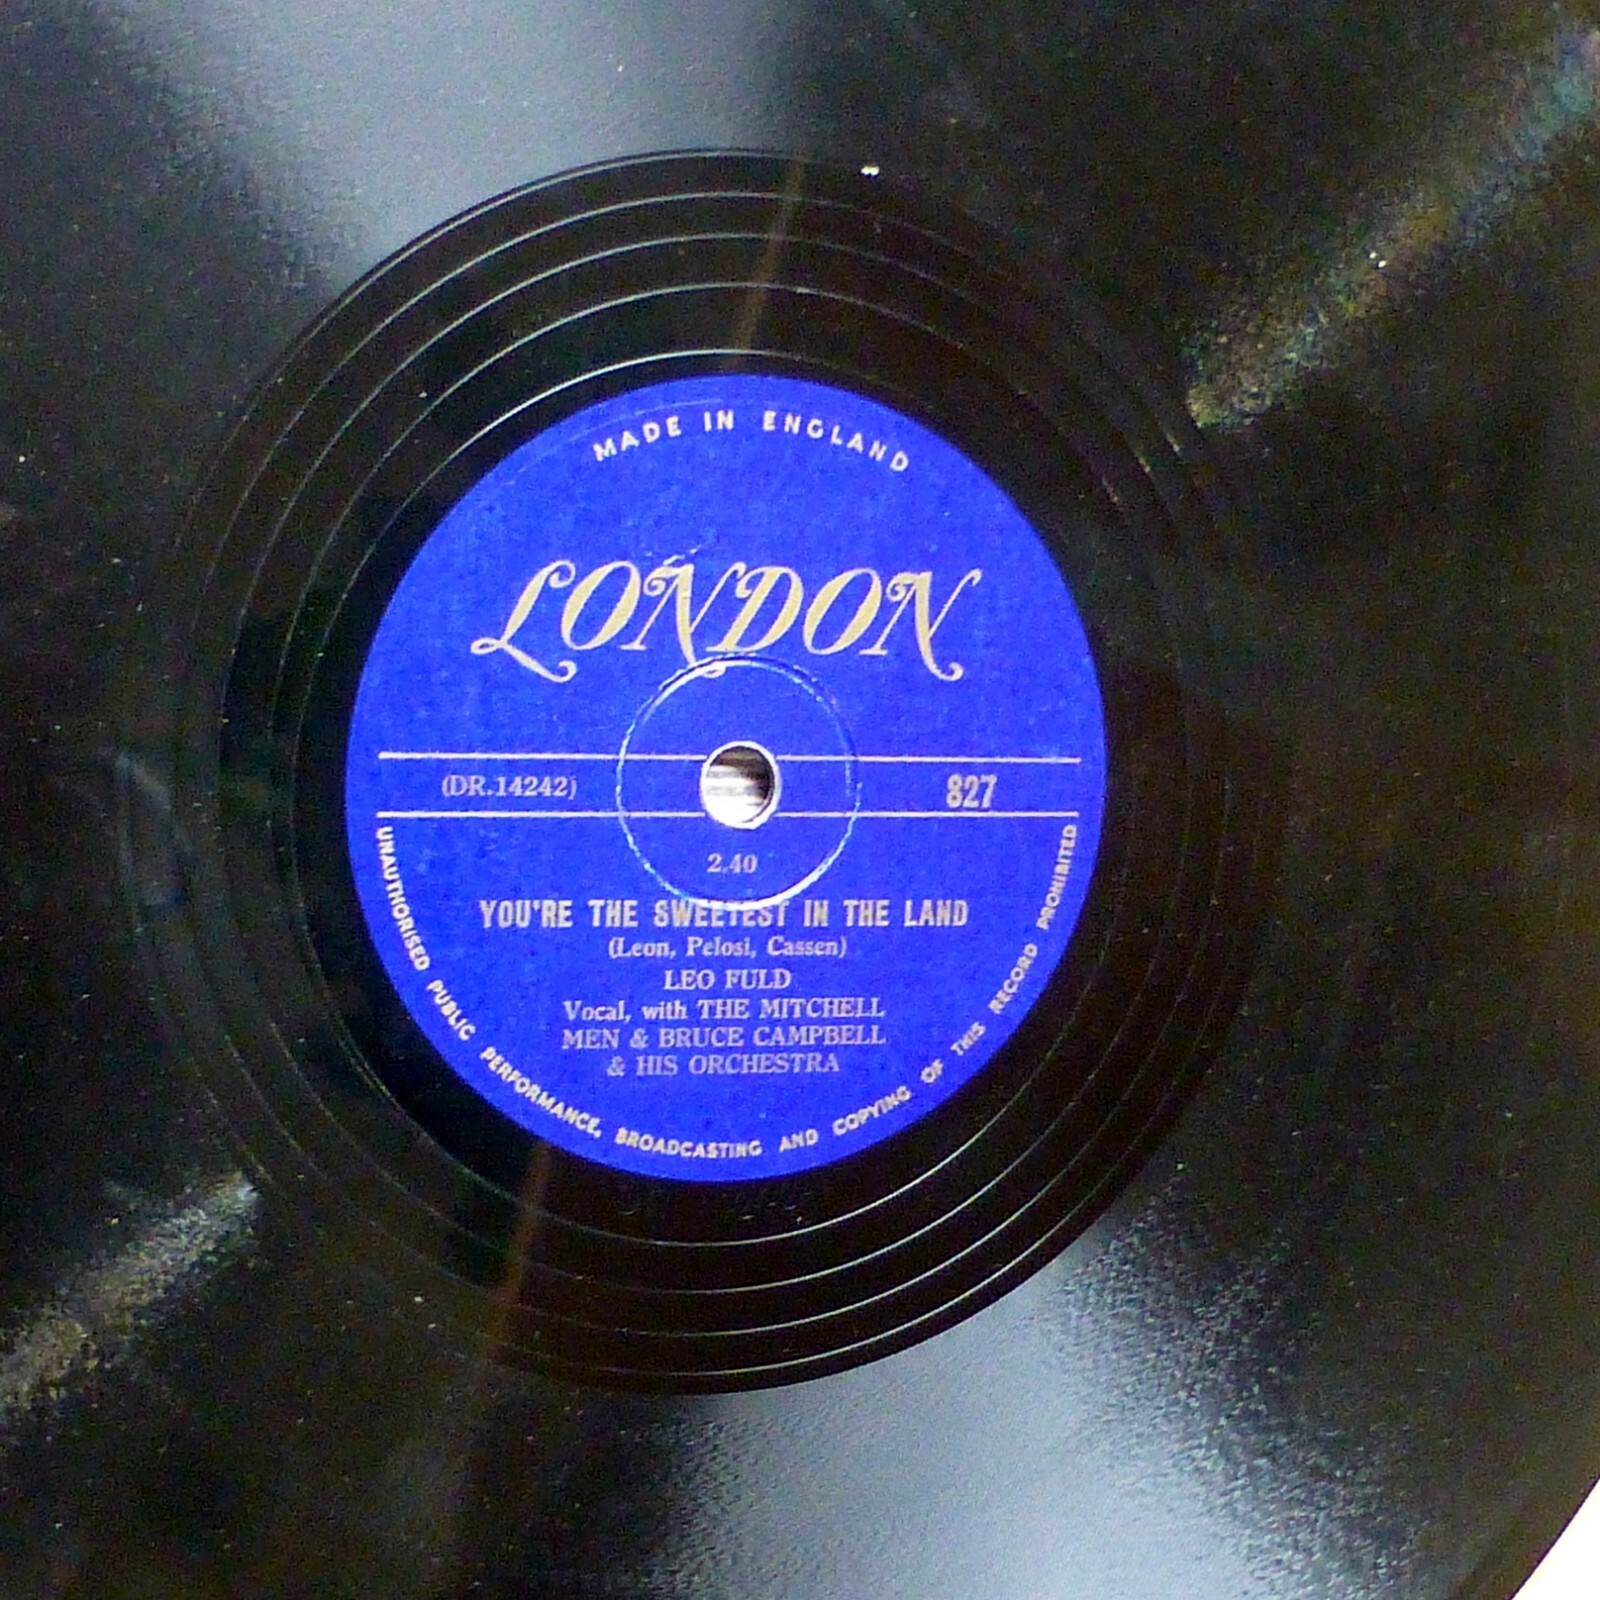 MADE IN ENGLAND
LONDON
(DR.14242)
827
2.40
YOU'RE THE SWEETEST IN THE LAND
(Leon, Pelosi, Cassen)
LEO FULD
Vocal, with THE MITCHELL
MEN & BRUCE CAMPBELL
& HIS ORCHESTRA
UNAUTHORISED PUBLIC PERFORMANCE, BROADCASTING AND COPYING OF THIS RECORD PROHIBITED